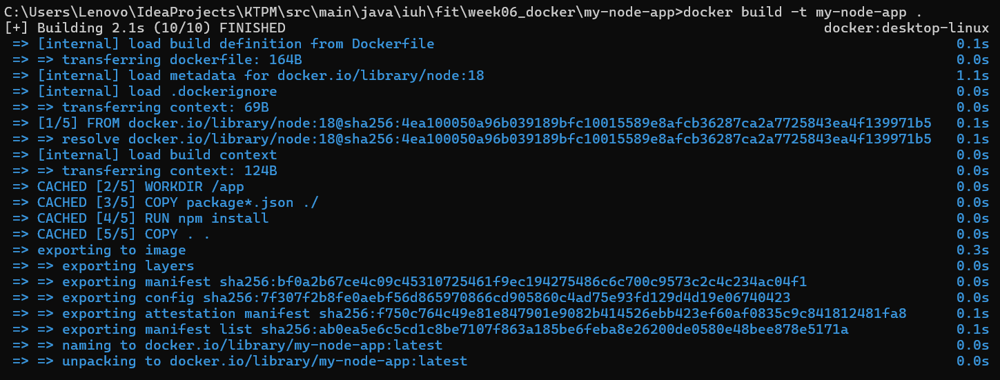 C:\Users\Lenovo\IdeaProjects\KTPM\src\main\java\iuh\fit\week06_docker\my-node-app>docker build -t my-node-app .
[+] Building 2.1s (10/10) FINISHED docker:desktop-linux
=> [internal] load build definition from Dockerfile 0.1s
=> => transferring dockerfile: 164B 0.0s
=> [internal] load metadata for docker.io/library/node:18 1.1s
=> [internal] load .dockerignore 0.0s
=> => transferring context: 69B 0.0s
=> [1/5] FROM docker.io/library/node:18@sha256:4ea100050a96b039189bfc10015589e8afcb36287ca2a7725843ea4f139971b5 0.1s
=> => resolve docker.io/library/node:18@sha256:4ea100050a96b039189bfc10015589e8afcb36287ca2a7725843ea4f139971b5 0.1s
=> [internal] load build context 0.0s
=> => transferring context: 124B 0.0s
=> CACHED [2/5] WORKDIR /app 0.0s
=> CACHED [3/5] COPY package*.json ./ 0.0s
=> CACHED [4/5] RUN npm install 0.0s
=> CACHED [5/5] COPY . . 0.0s
=> exporting to image 0.3s
=> => exporting layers 0.0s
=> => exporting manifest sha256:bf0a2b67ce4c09c45310725461f9ec194275486c6c700c9573c2c4c234ac04f1 0.0s
=> => exporting config sha256:7f307f2b8fe0aebf56d865970866cd905860c4ad75e93fd129d4d19e06740423 0.0s
=> => exporting attestation manifest sha256:f750c764c49e81e847901e9082b414526ebb423ef60af0835c9c841812481fa8 0.1s
=> => exporting manifest list sha256:ab0ea5e6c5cd1c8be7107f863a185be6feba8e26200de0580e48bee878e5171a 0.1s
=> => naming to docker.io/library/my-node-app:latest 0.0s
=> => unpacking to docker.io/library/my-node-app:latest 0.0s